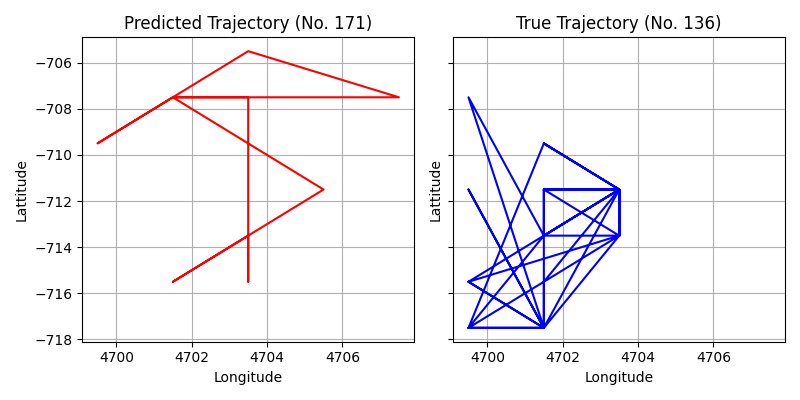 Predicted Trajectory (No. 171)
True Trajectory (No. 136)
−706
−708
−710
−712
−714
−716
−718
Lattitude
Lattitude
4700 4702 4704 4706
4700 4702 4704 4706
Longitude
Longitude